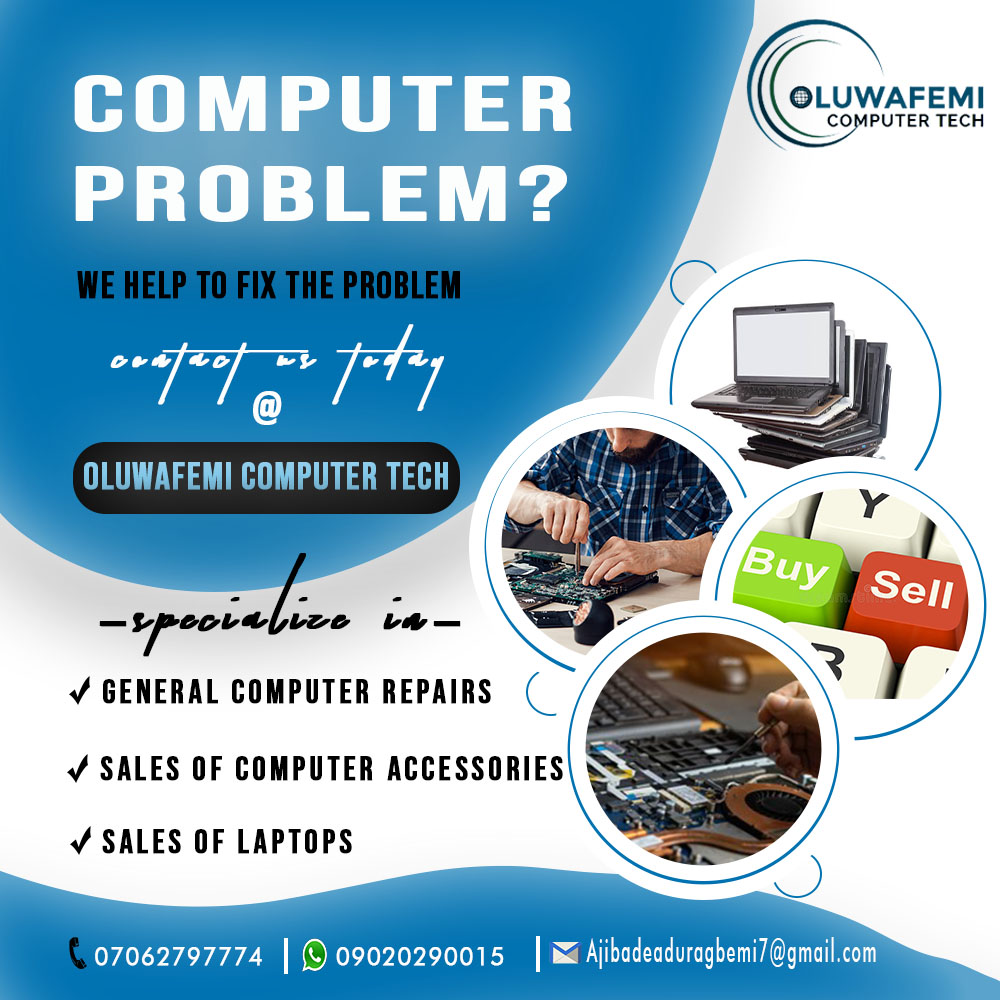 OLUWAFEMI
COMPUTER TECH
COMPUTER
PROBLEM?
WE HELP TO FIX THE PROBLEM
contact us today
@
OLUWAFEMI COMPUTER TECH
-specialize in-
GENERAL COMPUTER REPAIRS
SALES OF COMPUTER ACCESSORIES
SALES OF LAPTOPS
Y
Buy
Sell
B
07062797774
09020290015
Ajibadeaduragbemi7@gmail.com